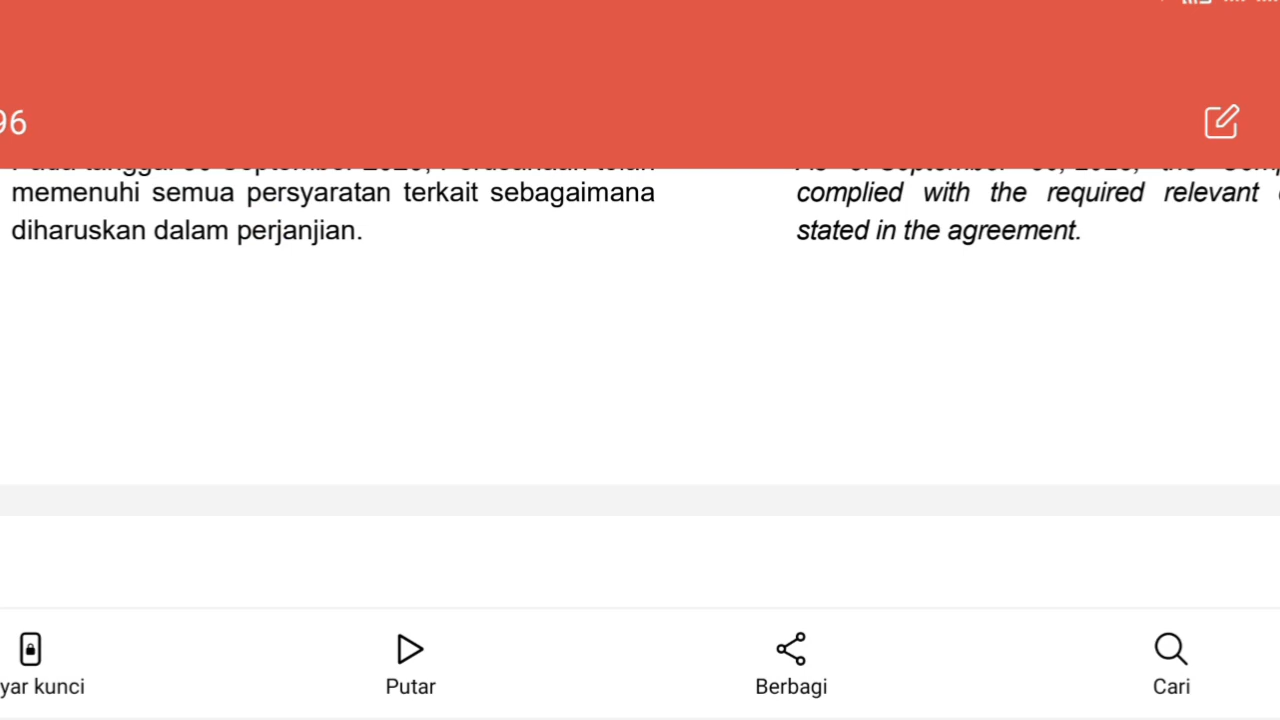 96
memenuhi semua persyaratan terkait sebagaimana
diharuskan dalam perjanjian.
complied with the required relevant
stated in the agreement.
yar kunci
Putar
Berbagi
Cari